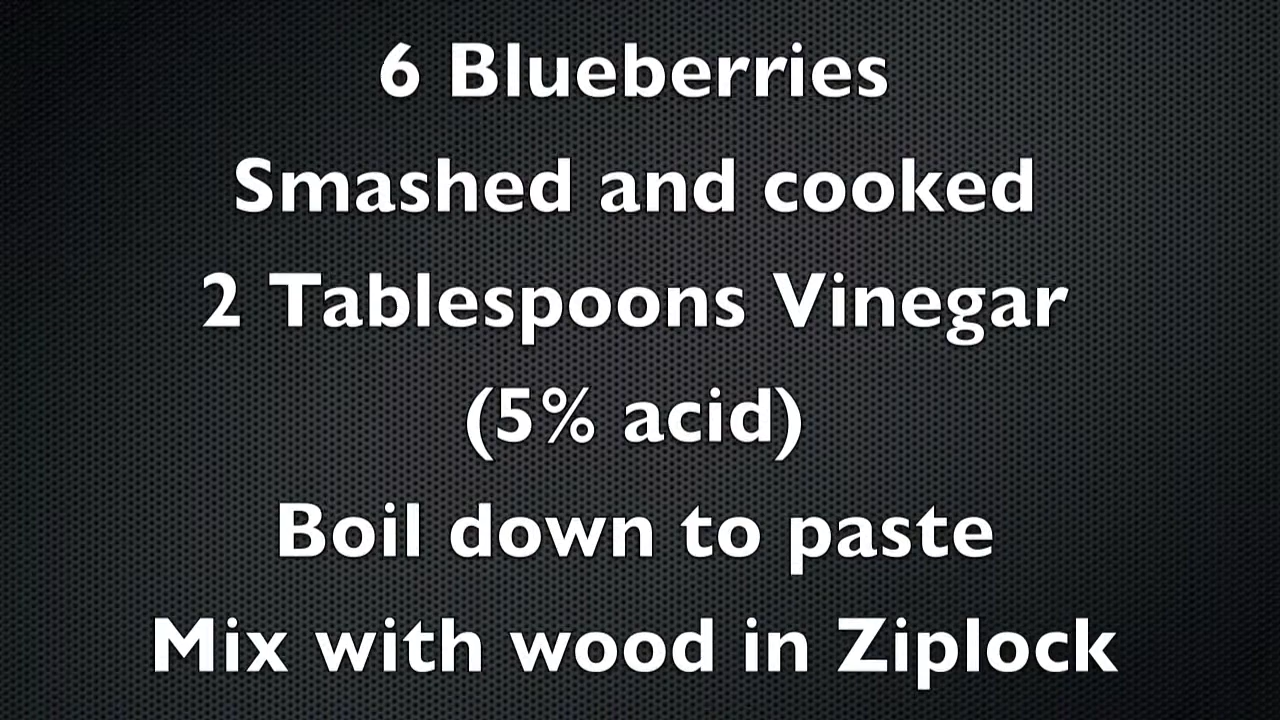 6 Blueberries
Smashed and cooked
2 Tablespoons Vinegar
(5% acid)
Boil down to paste
Mix with wood in Ziplock